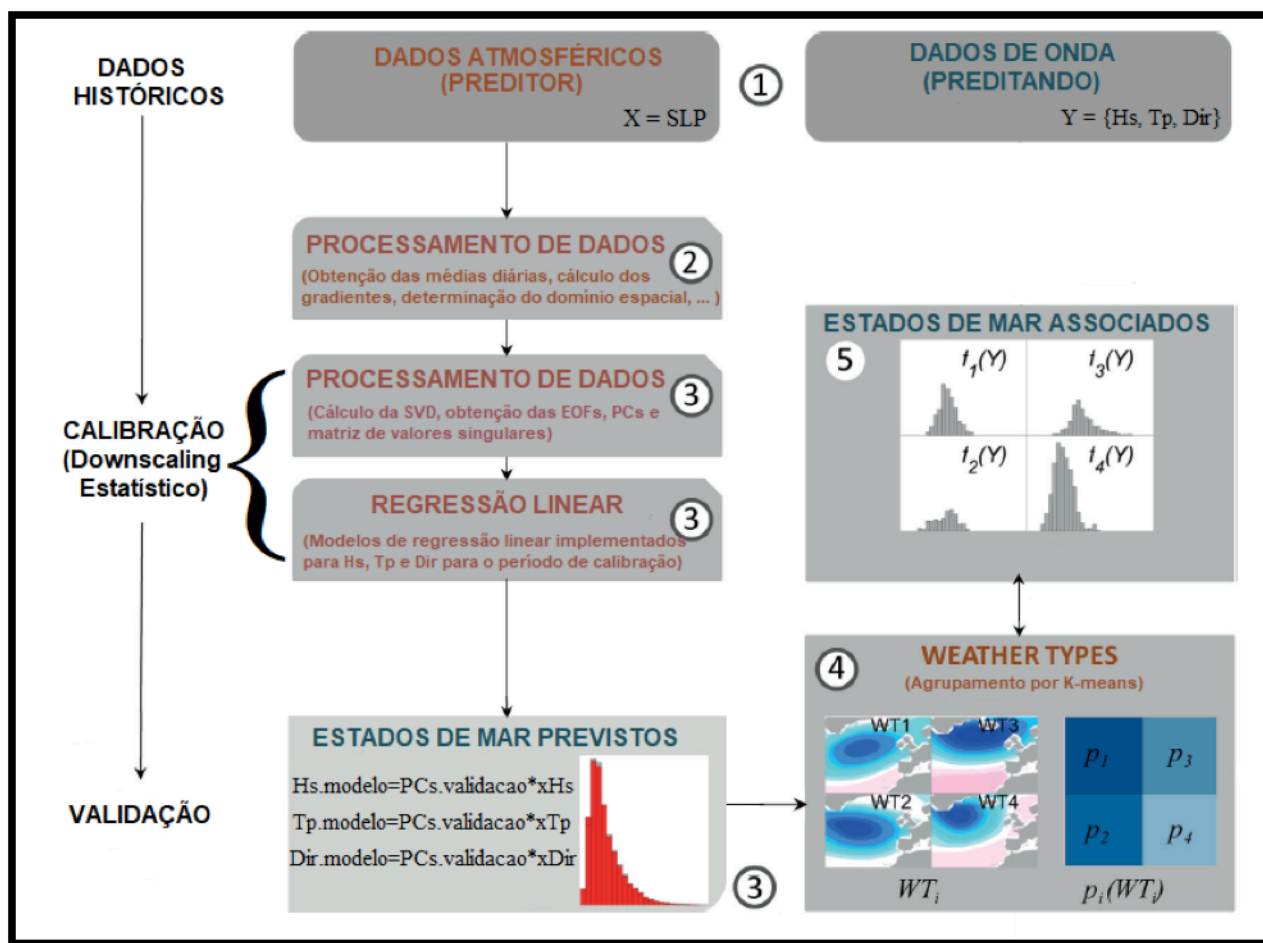 DADOS
HISTÓRICOS
DADOS ATMOSFÉRICOS
(PREDITOR)
X = SLP
1
DADOS DE ONDA
(PREDITANDO)
Y = {Hs, Tp, Dir}
PROCESSAMENTO DE DADOS
2
(Obtenção das médias diárias, cálculo dos
gradientes, determinação do domínio espacial, ... )
CALIBRAÇÃO
(Downscaling
Estatístico)
PROCESSAMENTO DE DADOS
3
(Cálculo da SVD, obtenção das EOFs, PCs e
matriz de valores singulares)
REGRESSÃO LINEAR
3
(Modelos de regressão linear implementados
para Hs, Tp e Dir para o período de calibração)
ESTADOS DE MAR ASSOCIADOS
5
f1(Y)
f3(Y)
f2(Y)
f4(Y)
VALIDAÇÃO
ESTADOS DE MAR PREVISTOS
Hs.modelo=PCs.validacao*xHs
Tp.modelo=PCs.validacao*xTp
Dir.modelo=PCs.validacao*xDir
3
4
WEATHER TYPES
(Agrupamento por K-means)
WT1
WT3
WT2
WT4
p1
p3
p2
p4
WTi
pi(WTi)